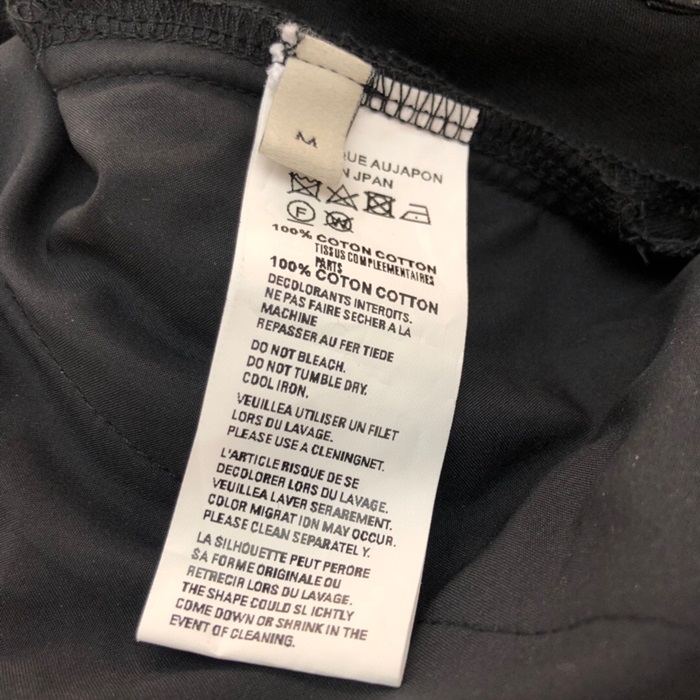 M
QUE AUJAPON
N JPAN
F
W
100% COTON COTTON
TISSUS COMPLEEMENTAIRES
PARTS
100% COTON COTTON
DECOLORANTS INTEROITS.
NE PAS FAIRE SECHER A LA
MACHINE
REPASSER AU FER TIEDE
DO NOT BLEACH.
DO NOT TUMBLE DRY.
COOL IRON.
VEUILLEA UTILISER UN FILET
LORS DU LAVAGE.
PLEASE USE A CLENINGNET.
L'ARTICLE RISQUE DE SE
DECOLORER LORS DU LAVAGE.
VEUILLEA LAVER SERAREMENT.
COLOR MIGRAT ION MAY OCCUR.
PLEASE CLEAN SEPARATEL Y.
LA SILHOUETTE PEUT PERORE
SA FORME ORIGINALE OU
RETRECIR LORS DU LAVAGE.
THE SHAPE COULD SL ICHTLY
COME DOWN OR SHRINK IN THE
EVENT OF CLEANING.